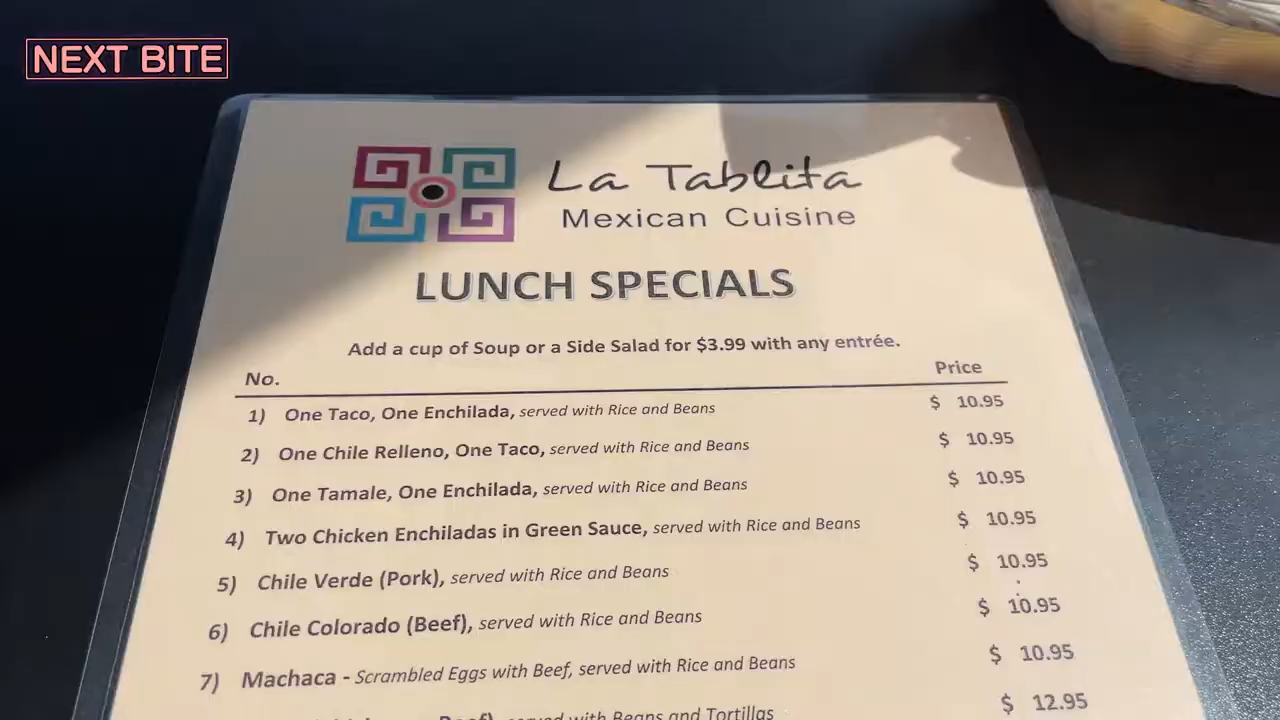 NEXT BITE
La Tablita
Mexican Cuisine
LUNCH SPECIALS
Add a cup of Soup or a Side Salad for $3.99 with any entrée.
No. Price
1) One Taco, One Enchilada, served with Rice and Beans $ 10.95
2) One Chile Relleno, One Taco, served with Rice and Beans $ 10.95
3) One Tamale, One Enchilada, served with Rice and Beans $ 10.95
4) Two Chicken Enchiladas in Green Sauce, served with Rice and Beans $ 10.95
5) Chile Verde (Pork), served with Rice and Beans $ 10.95
6) Chile Colorado (Beef), served with Rice and Beans $ 10.95
7) Machaca - Scrambled Eggs with Beef, served with Rice and Beans $ 10.95
served with Beans and Tortillas $ 12.95